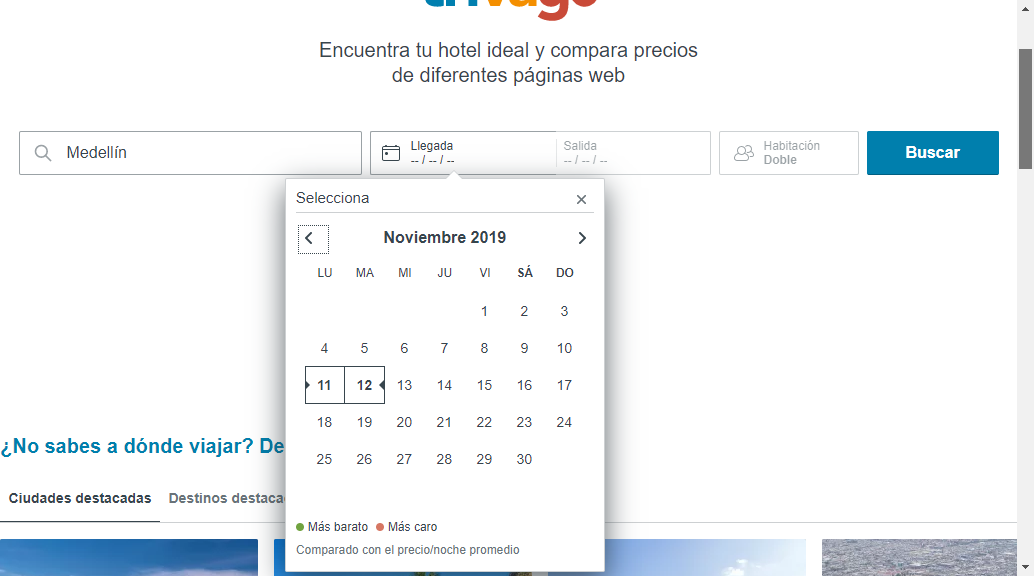 trivago
Encuentra tu hotel ideal y compara precios
de diferentes páginas web
Medellín
Llegada
-- / -- / --
Salida
-- / -- / --
Habitación
Doble
Buscar
Selecciona
Noviembre 2019
LU MA MI JU VI SÁ DO
1 2 3
4 5 6 7 8 9 10
11 12 13 14 15 16 17
18 19 20 21 22 23 24
25 26 27 28 29 30
Más barato Más caro
Comparado con el precio/noche promedio
¿No sabes a dónde viajar? De
Ciudades destacadas Destinos destaca